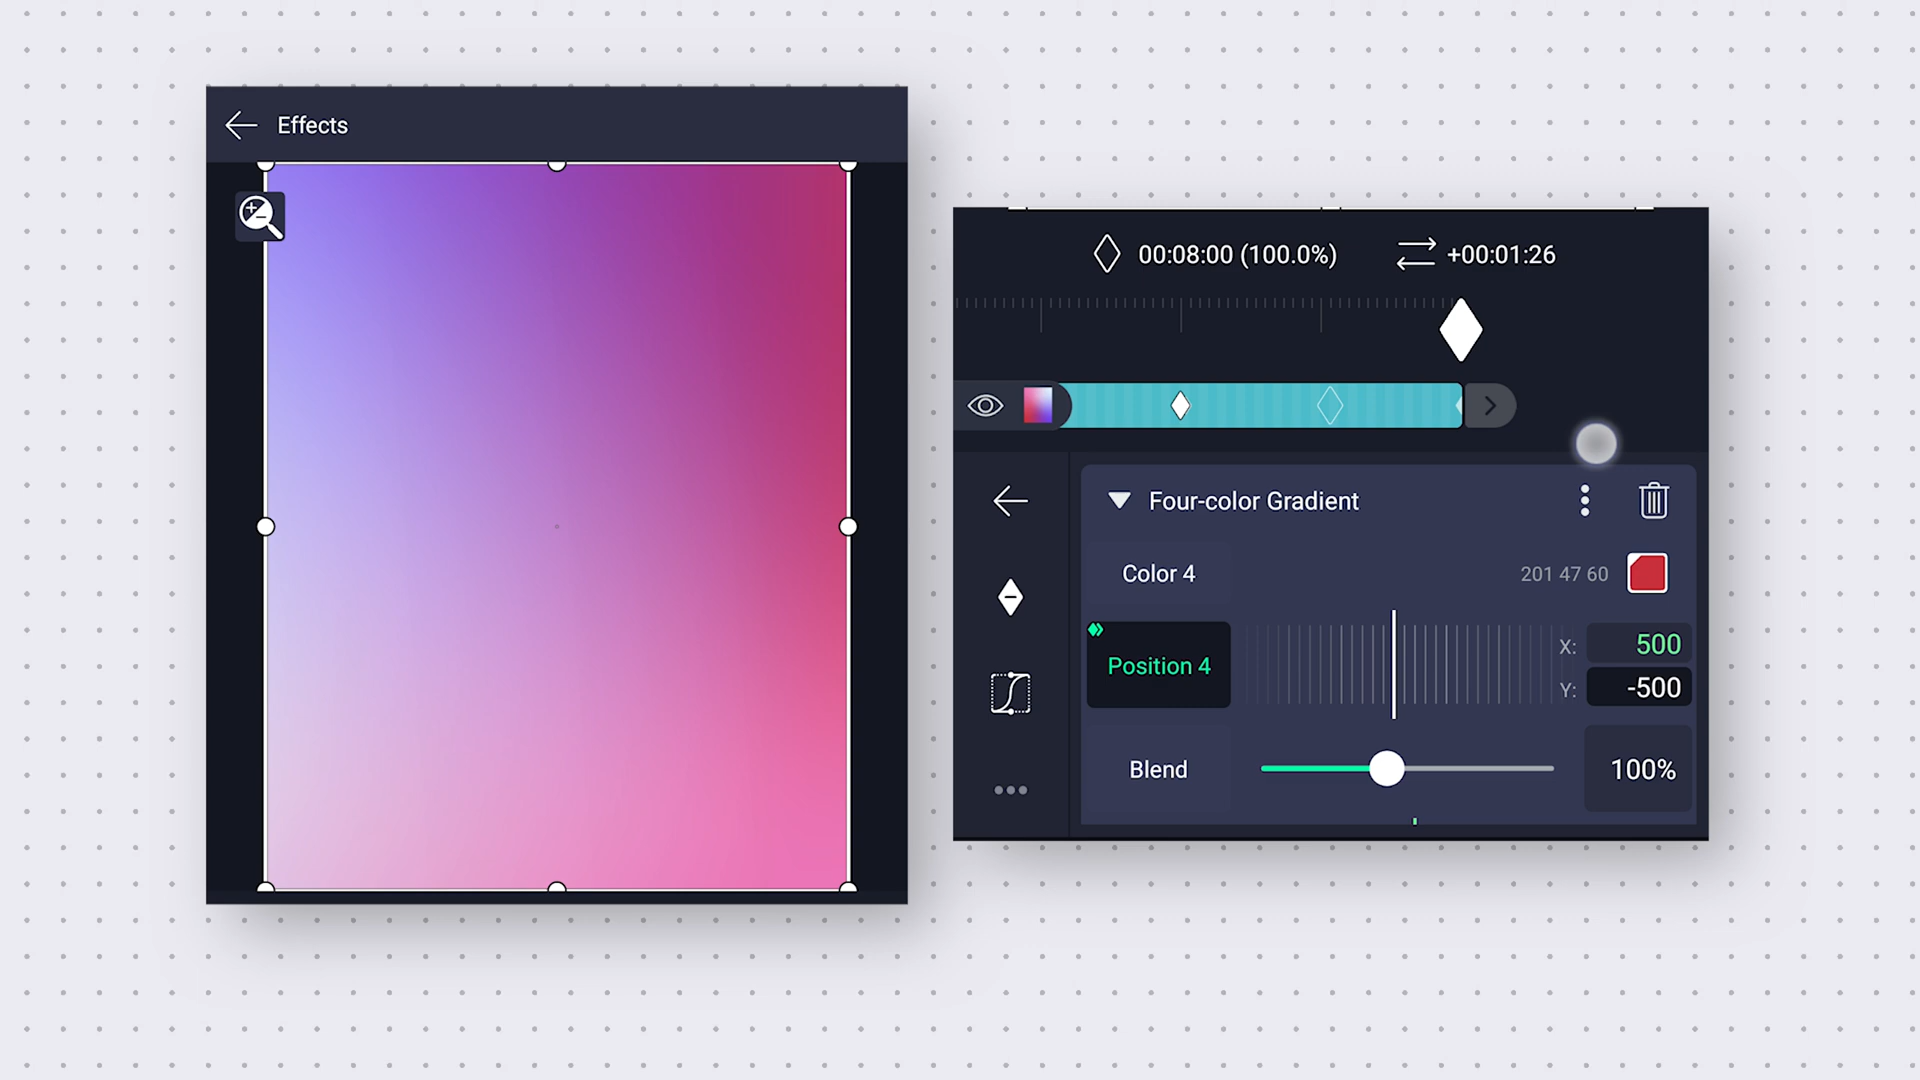 Effects
00:08:00 (100.0%)
+00:01:26
Four-color Gradient
Color 4
201 47 60
Position 4
X: 500
Y: -500
Blend
100%